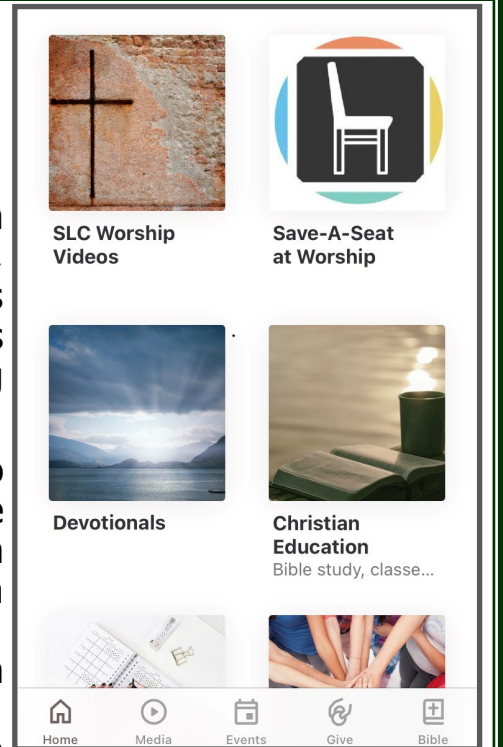 SLC Worship
Videos
Save-A-Seat
at Worship
Devotionals
Christian
Education
Bible study, classe...
Home
Media
Events
Give
Bible